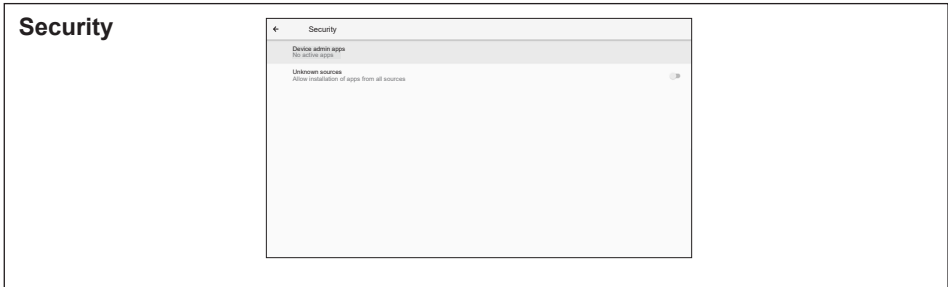 Security
Security
Device admin apps
No active apps
Unknown sources
Allow installation of apps from all sources